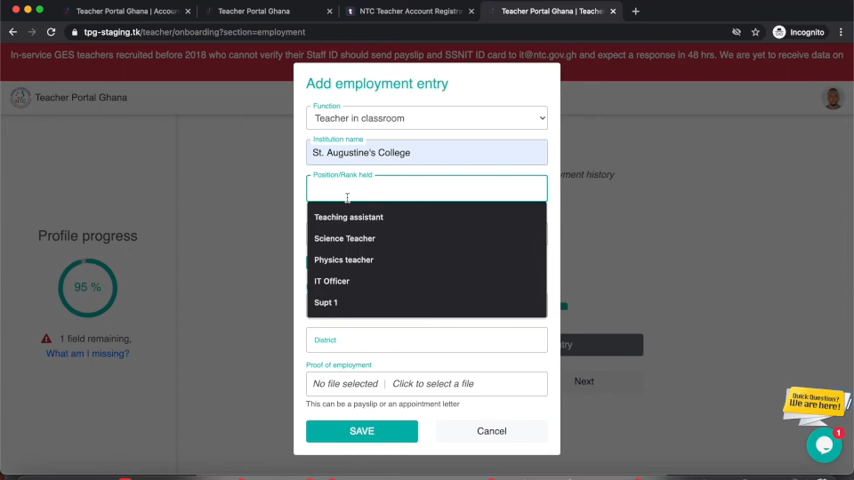 Teacher Portal Ghana | Accoun
Teacher Portal Ghana
NTC Teacher Account Registra
Teacher Portal Ghana | Teache
tpg-staging.tk/teacher/onboarding?section=employment
Incognito
In-service GES teachers recruited before 2018 who cannot verify their Staff ID should send payslip and SSNIT ID card to it@ntc.gov.gh and expect a response in 48 hrs. We are yet to receive data on
Teacher Portal Ghana
Add employment entry
Function
Teacher in classroom
Institution name
St. Augustine's College
Position/Rank held
Teaching assistant
Science Teacher
Physics teacher
IT Officer
Supt 1
District
Proof of employment
No file selected | Click to select a file
This can be a payslip or an appointment letter
SAVE
Cancel
Profile progress
95 %
1 field remaining,
What am I missing?
ment history
try
Next
Quick Question?
We are here!
1